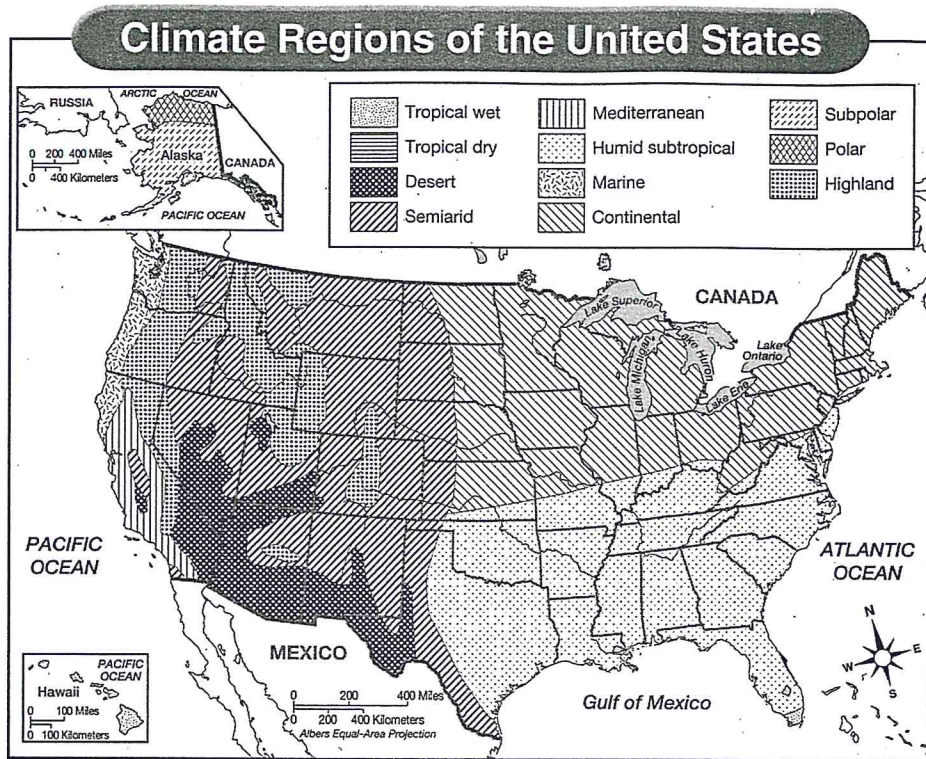 Climate Regions of the United States
ARCTIC OCEAN
RUSSIA
0 200 400 Miles
0 400 Kilometers
Alaska
CANADA
PACIFIC OCEAN
Tropical wet
Tropical dry
Desert
Semiarid
Mediterranean
Humid subtropical
Marine
Continental
Subpolar
Polar
Highland
CANADA
Lake Superior
Lake Michigan
Lake Huron
Lake
Ontario
Lake Erie
PACIFIC
OCEAN
ATLANTIC
OCEAN
MEXICO
Gulf of Mexico
N
W
E
S
PACIFIC
OCEAN
Hawaii
0 100 Miles
0 100 Kilometers
0 200 400 Miles
0 200 400 Kilometers
Albers Equal-Area Projection